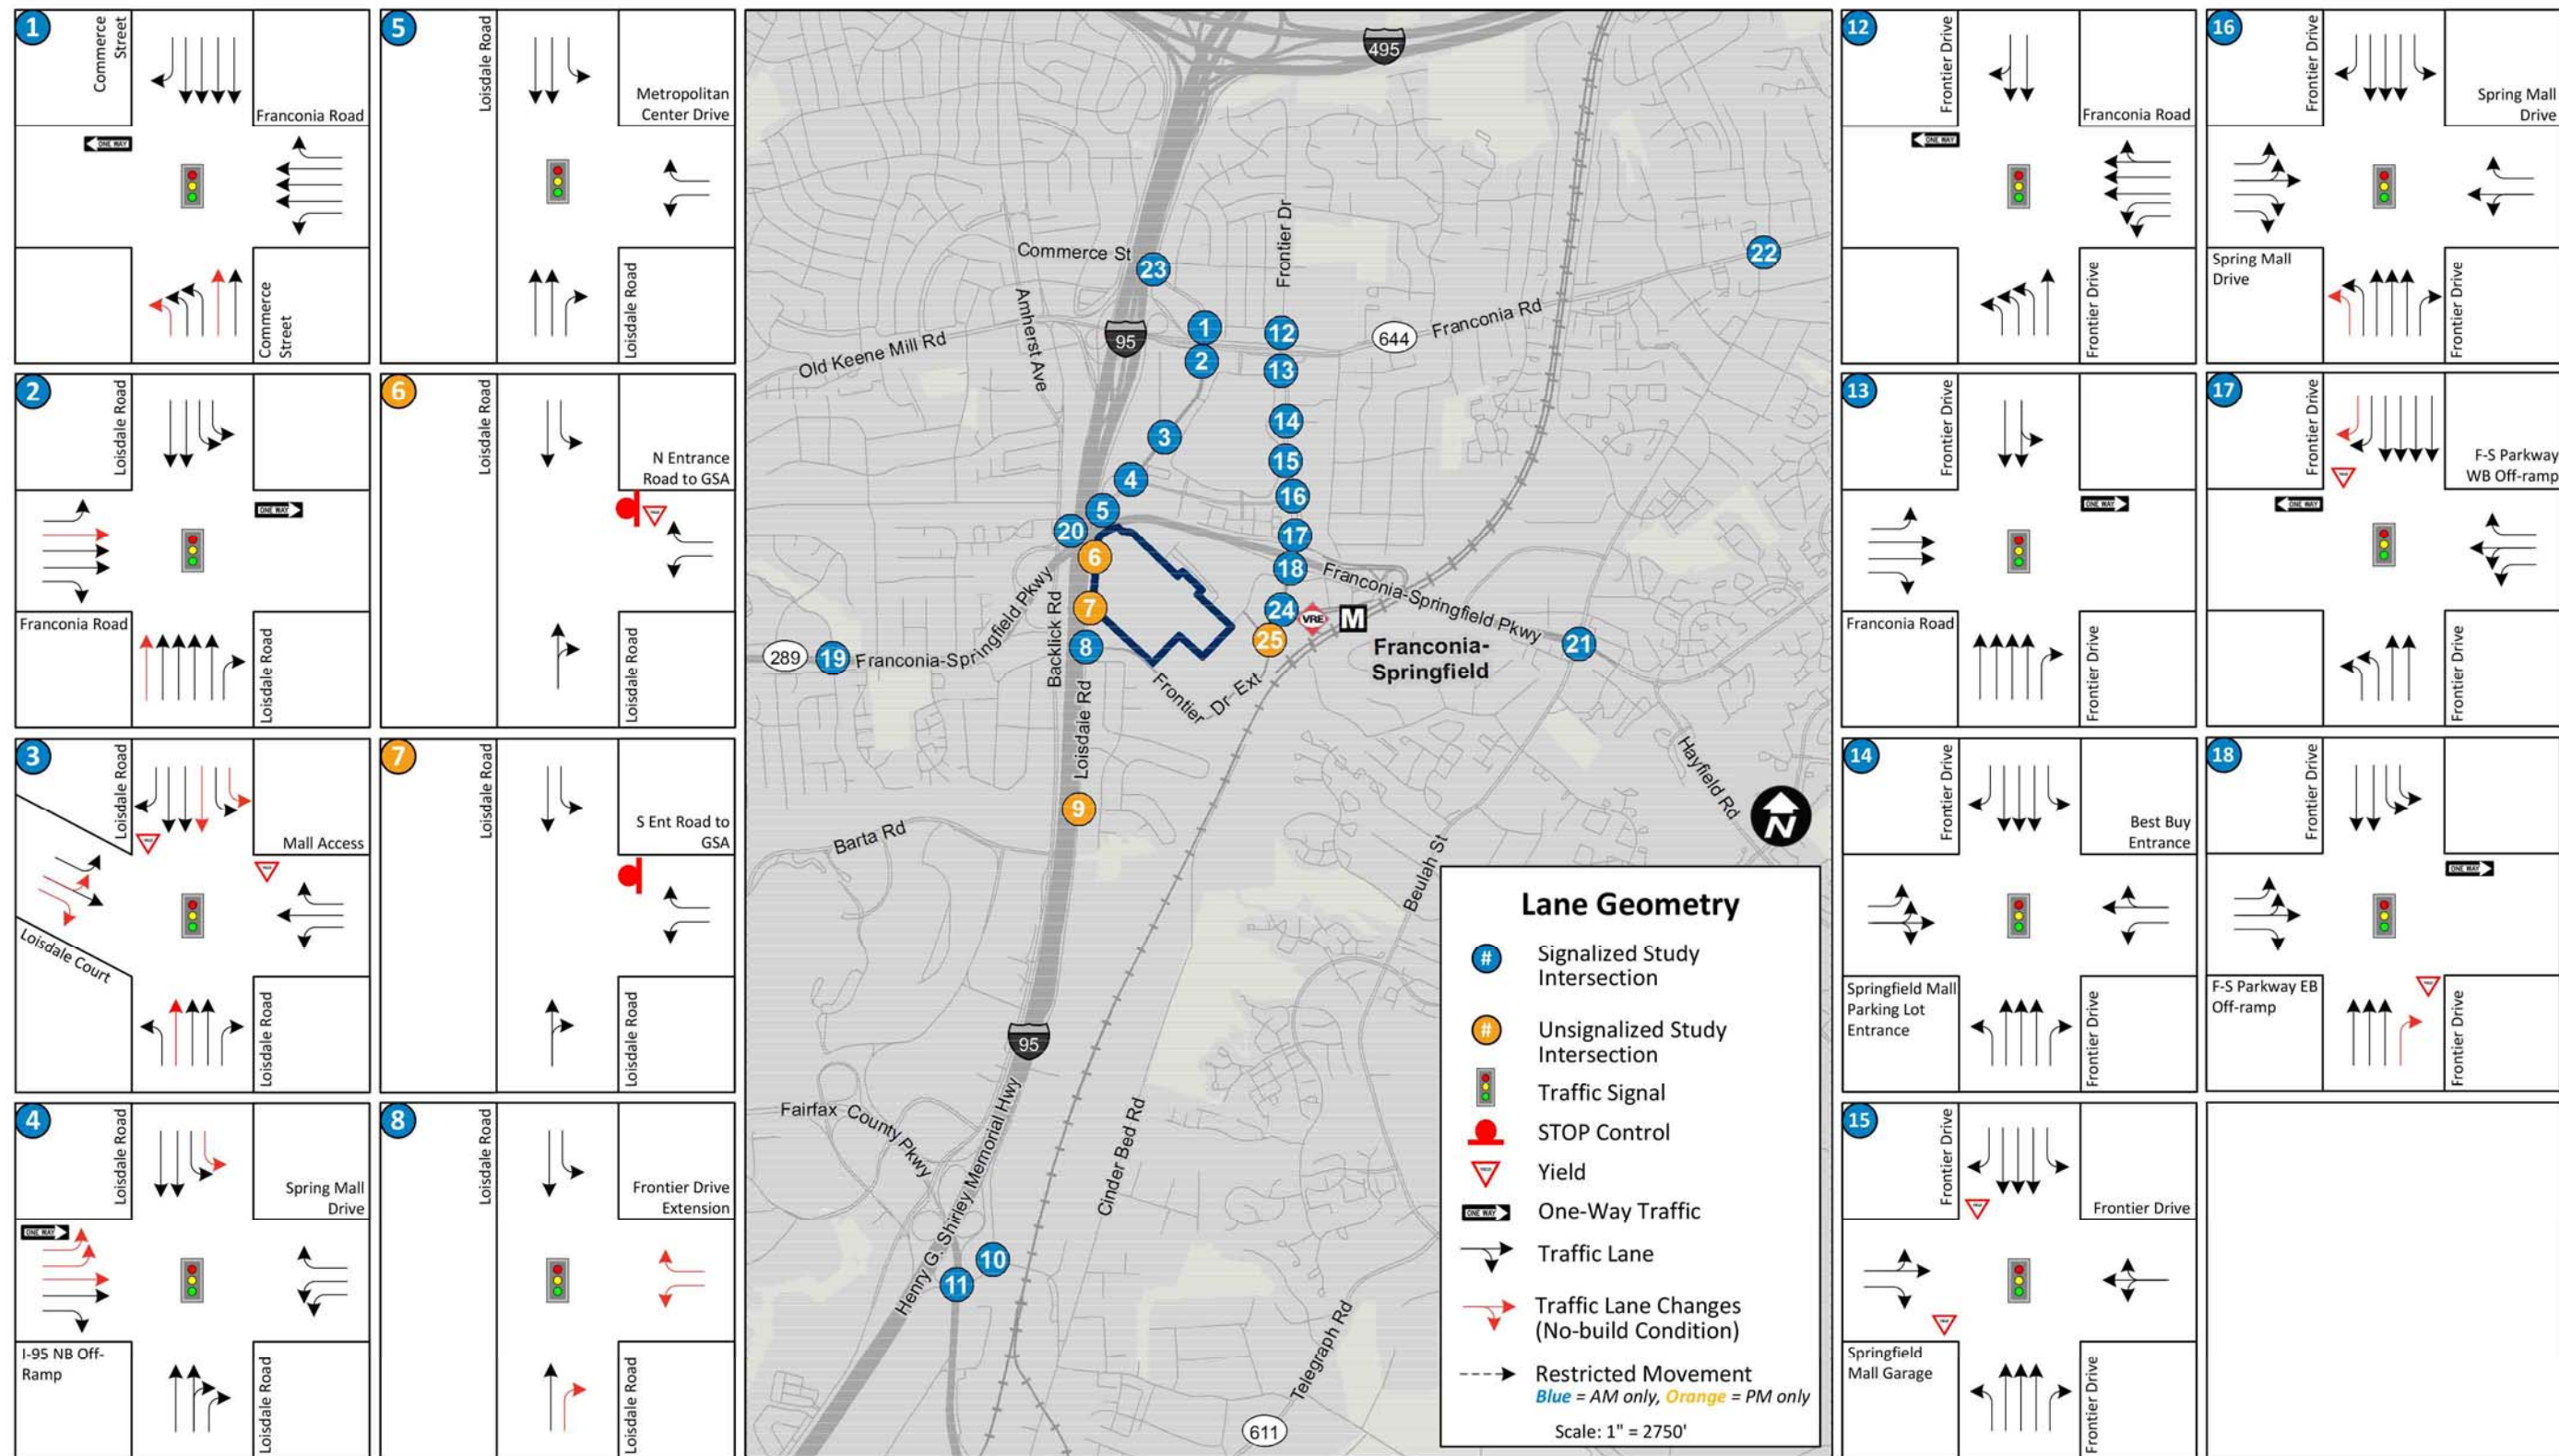 1
Commerce
Street
Franconia Road
ONE WAY
Commerce
Street
2
Loisdale Road
ONE WAY
Franconia Road
Loisdale Road
3
Loisdale Road
Mall Access
Loisdale Court
Loisdale Road
4
Loisdale Road
Spring Mall
Drive
ONE WAY
I-95 NB Off-
Ramp
Loisdale Road
5
Loisdale Road
Metropolitan
Center Drive
Loisdale Road
6
Loisdale Road
N Entrance
Road to GSA
Loisdale Road
7
Loisdale Road
S Ent Road to
GSA
Loisdale Road
8
Loisdale Road
Frontier Drive
Extension
Loisdale Road
495
Commerce St
23
Frontier Dr
22
Amherst Ave
1
12
95
644
Franconia Rd
Old Keene Mill Rd
2
13
14
3
15
4
16
5
20
17
6
18
Franconia-Springfield Pkwy
7
24
VRE
M
25
Franconia-
Springfield
21
8
289
19
Franconia-Springfield Pkwy
Backlick Rd
Frontier Dr Ext
Loisdale Rd
Hayfield Rd
9
N
Barta Rd
Beulah St
95
Fairfax County Pkwy
Henry G. Shirley Memorial Hwy
Cinder Bed Rd
10
11
Telegraph Rd
611
Lane Geometry
# Signalized Study
Intersection
# Unsignalized Study
Intersection
Traffic Signal
STOP Control
Yield
ONE WAY One-Way Traffic
Traffic Lane
Traffic Lane Changes
(No-build Condition)
Restricted Movement
Blue = AM only, Orange = PM only
Scale: 1" = 2750'
12
Frontier Drive
Franconia Road
ONE WAY
Frontier Drive
13
Frontier Drive
ONE WAY
Franconia Road
Frontier Drive
14
Frontier Drive
Best Buy
Entrance
Springfield Mall
Parking Lot
Entrance
Frontier Drive
15
Frontier Drive
Frontier Drive
Springfield
Mall Garage
Frontier Drive
16
Frontier Drive
Spring Mall
Drive
Spring Mall
Drive
Frontier Drive
17
Frontier Drive
F-S Parkway
WB Off-ramp
ONE WAY
Frontier Drive
18
Frontier Drive
ONE WAY
F-S Parkway EB
Off-ramp
Frontier Drive